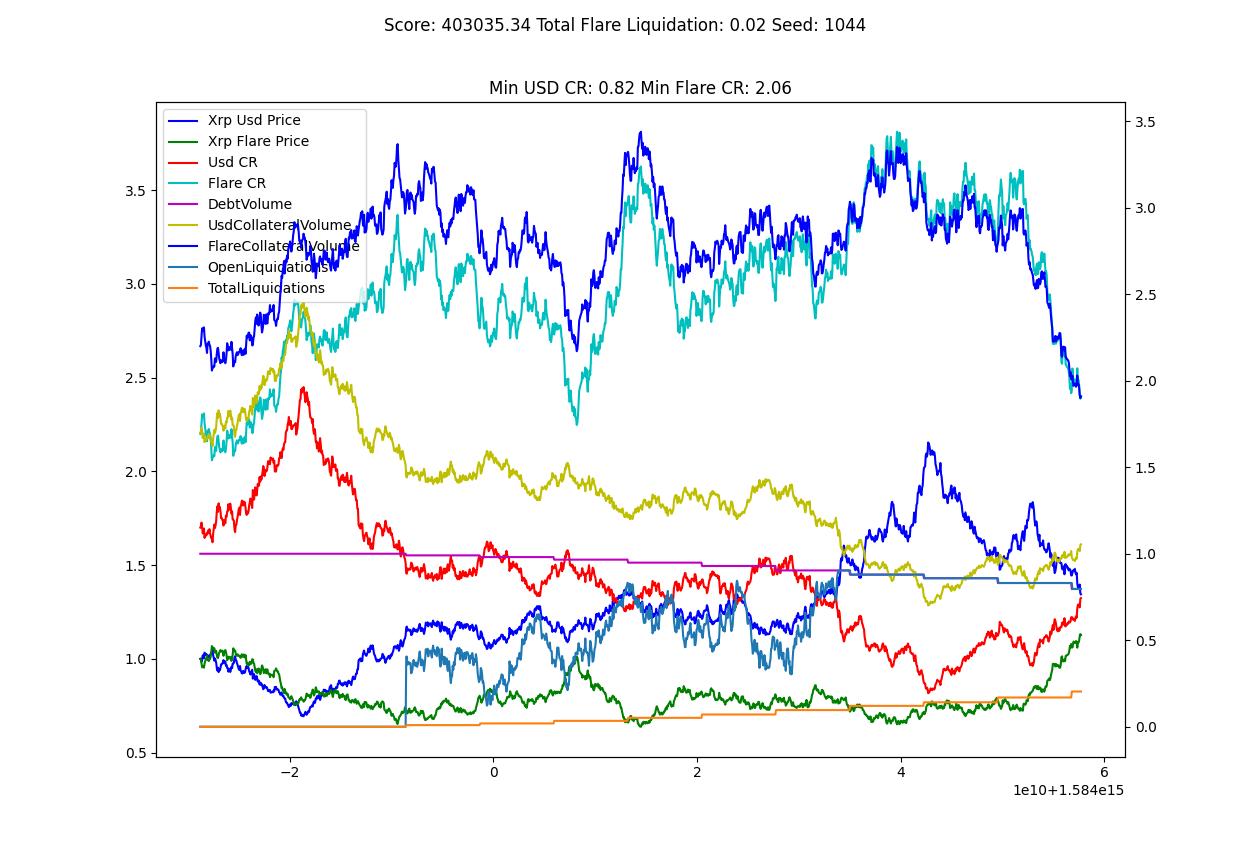 Score: 403035.34 Total Flare Liquidation: 0.02 Seed: 1044
Min USD CR: 0.82 Min Flare CR: 2.06
Xrp Usd Price
Xrp Flare Price
Usd CR
Flare CR
DebtVolume
UsdCollateralVolume
FlareCollateralVolume
OpenLiquidations
TotalLiquidations
3.5
3.0
2.5
2.0
1.5
1.0
0.5
3.5
3.0
2.5
2.0
1.5
1.0
0.5
0.0
−2
0
2
4
6
1e10+1.584e15